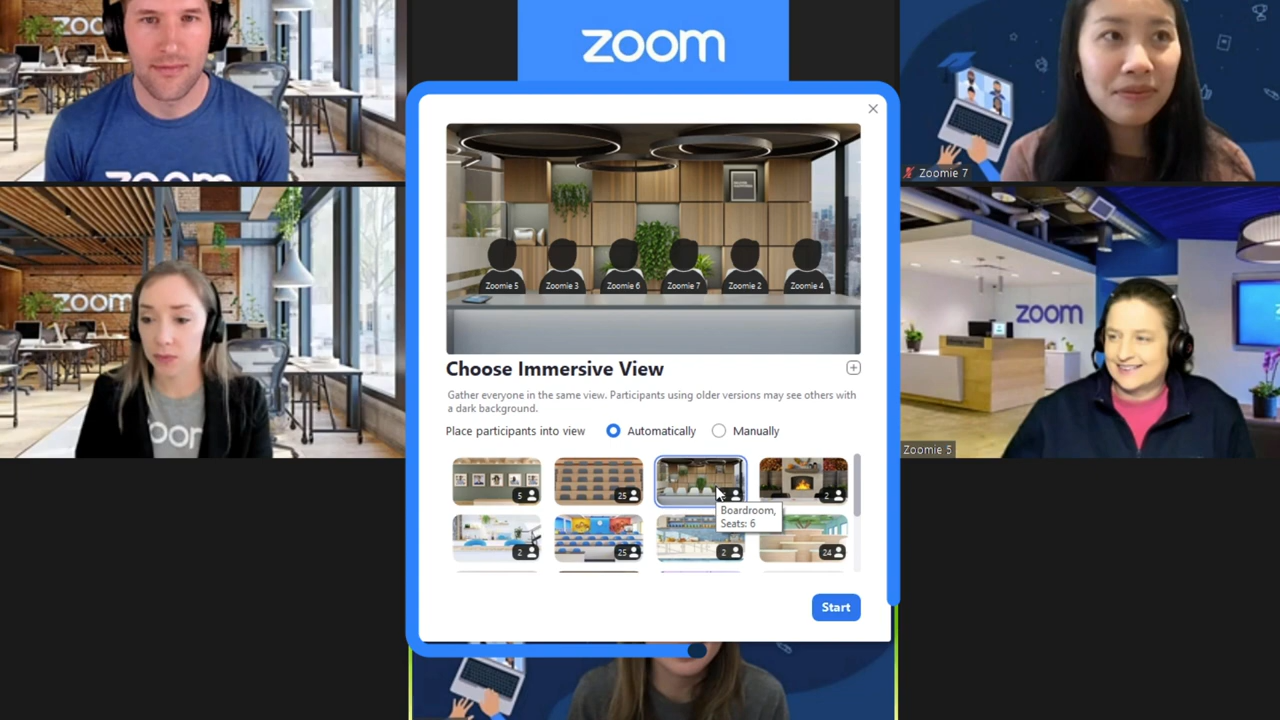 zoom
zoom
Zoomie 7
zoom
zoom
zoom
Zoomie 5
Zoomie 5
Zoomie 3
Zoomie 6
Zoomie 7
Zoomie 2
Zoomie 4
Choose Immersive View
Gather everyone in the same view. Participants using older versions may see others with
a dark background.
Place participants into view
Automatically
Manually
5
25
2
Boardroom,
Seats: 6
2
25
2
24
Start